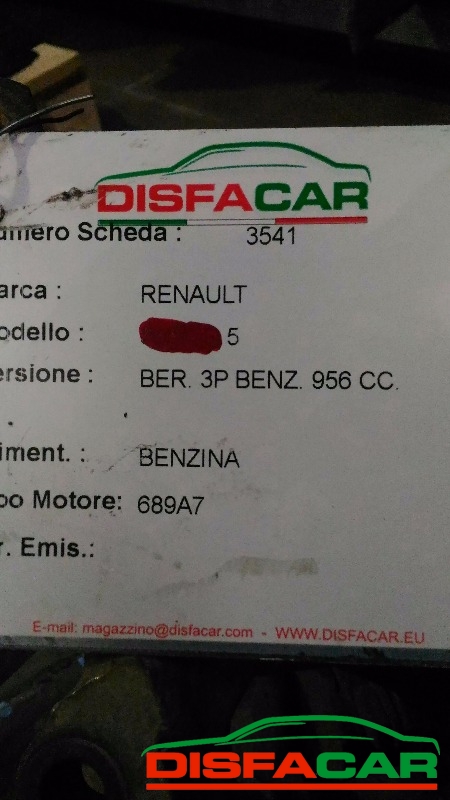 DISFACAR
umero Scheda : 3541
arca : RENAULT
odello : 5
ersione : BER. 3P BENZ. 956 CC.
iment. : BENZINA
po Motore: 689A7
r. Emis.:
E-mail: magazzino@disfacar.com - WWW.DISFACAR.EU
DISFACAR